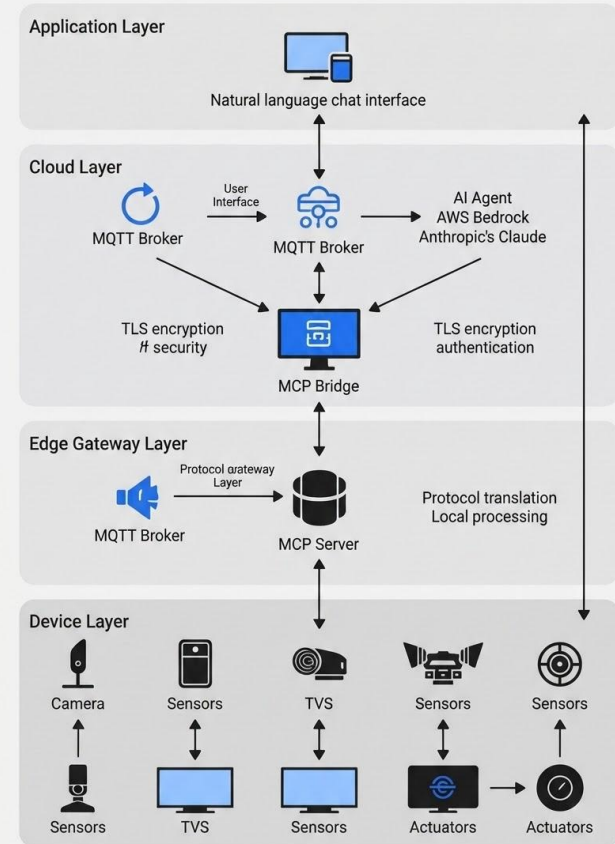 Application Layer
Natural language chat interface
Cloud Layer
User
Interface
MQTT Broker
MQTT Broker
AI Agent
AWS Bedrock
Anthropic's Claude
TLS encryption
security
TLS encryption
authentication
MCP Bridge
Edge Gateway Layer
Protocol grateway
Layer
MQTT Broker
MCP Server
Protocol translation
Local processing
Device Layer
Camera
Sensors
TVS
Sensors
Sensors
Sensors
TVS
Sensors
Actuators
Actuators